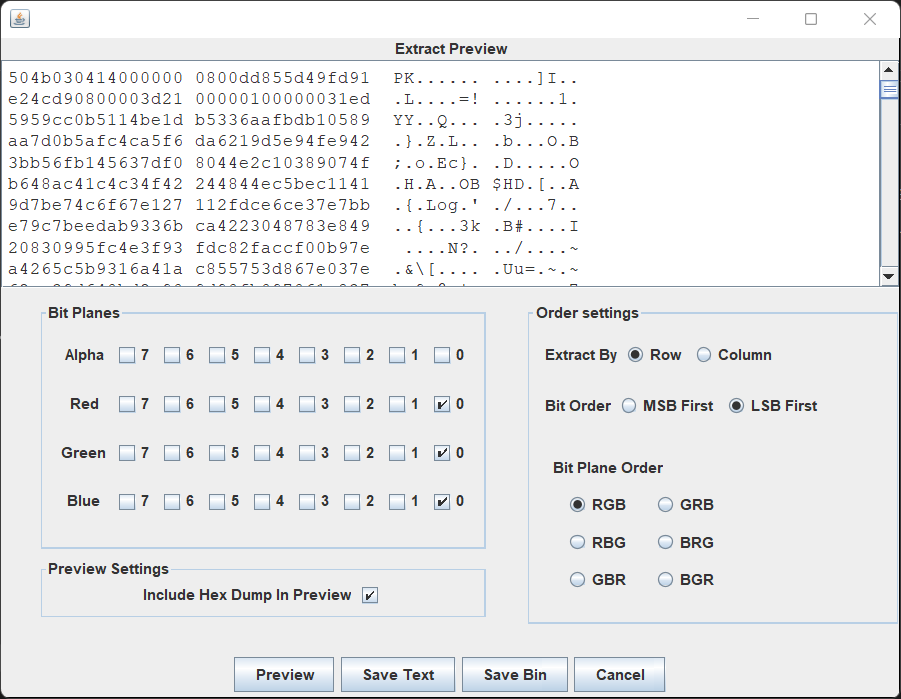 Extract Preview
504b030414000000 0800dd855d49fd91 PK...... ....]I..
e24cd90800003d21 00000100000031ed .L....=! ......1.
5959cc0b5114be1d b5336aafbdb10589 YY..Q... .3j.....
aa7d0b5afc4ca5f6 da6219d5e94fe942 .}.Z.L.. .b...O.B
3bb56fb145637df0 8044e2c10389074f ;.o.Ec}. .D.....O
b648ac41c4c34f42 244844ec5bec1141 .H.A..OB $HD.[..A
9d7be74c6f67e127 112fdce6ce37e7bb .{.Log.' ./...7..
e79c7beedab9336b ca4223048783e849 ..{...3k .B#....I
20830995fc4e3f93 fdc82faccf00b97e  ....N?. ../....~
a4265c5b9316a41a c855753d867e037e .&\[.... .Uu=.~.~
Bit Planes
Alpha 7 6 5 4 3 2 1 0
Red 7 6 5 4 3 2 1 0
Green 7 6 5 4 3 2 1 0
Blue 7 6 5 4 3 2 1 0
Preview Settings
Include Hex Dump In Preview
Order settings
Extract By Row Column
Bit Order MSB First LSB First
Bit Plane Order
RGB GRB
RBG BRG
GBR BGR
Preview Save Text Save Bin Cancel